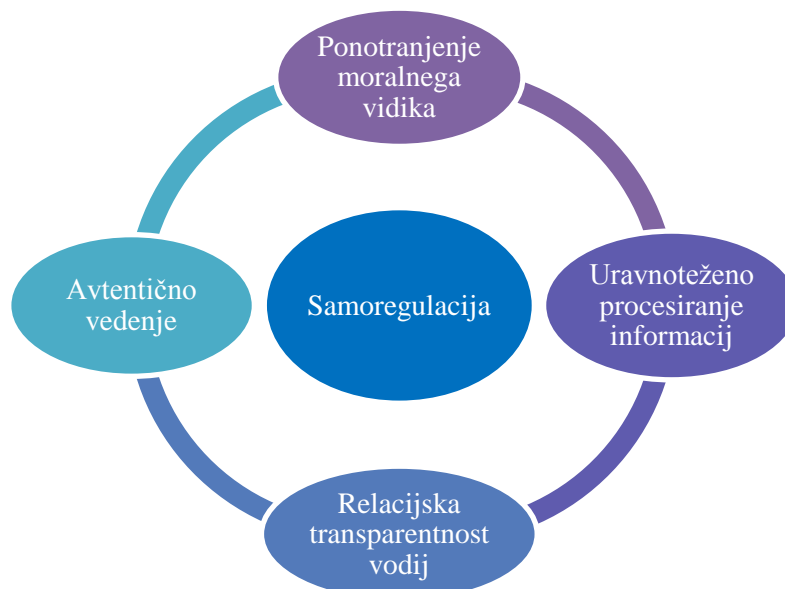 Ponotranjenje
moralnega
vidika
Avtentično
vedenje
Samoregulacija
Uravnoteženo
procesiranje
informacij
Relacijska
transparentnost
vodij